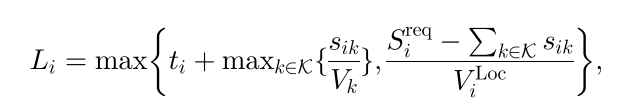 L_i = \max\left\{ t_i + \max_{k \in \mathcal{K}} \{ \frac{s_{ik}}{V_k} \}, \frac{S_i^{\text{req}} - \sum_{k \in \mathcal{K}} s_{ik}}{V_i^{\text{Loc}}} \right\},